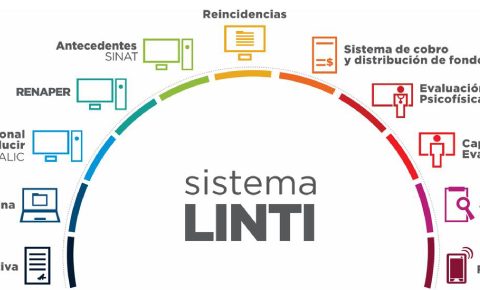 Reincidencias
Antecedentes
SINAT
Sistema de cobro
y distribución de fondo
RENAPER
Evaluación
Psicofísica
onal
ducir
ALIC
Cap
Eva
na
iva
sistema
LINTI